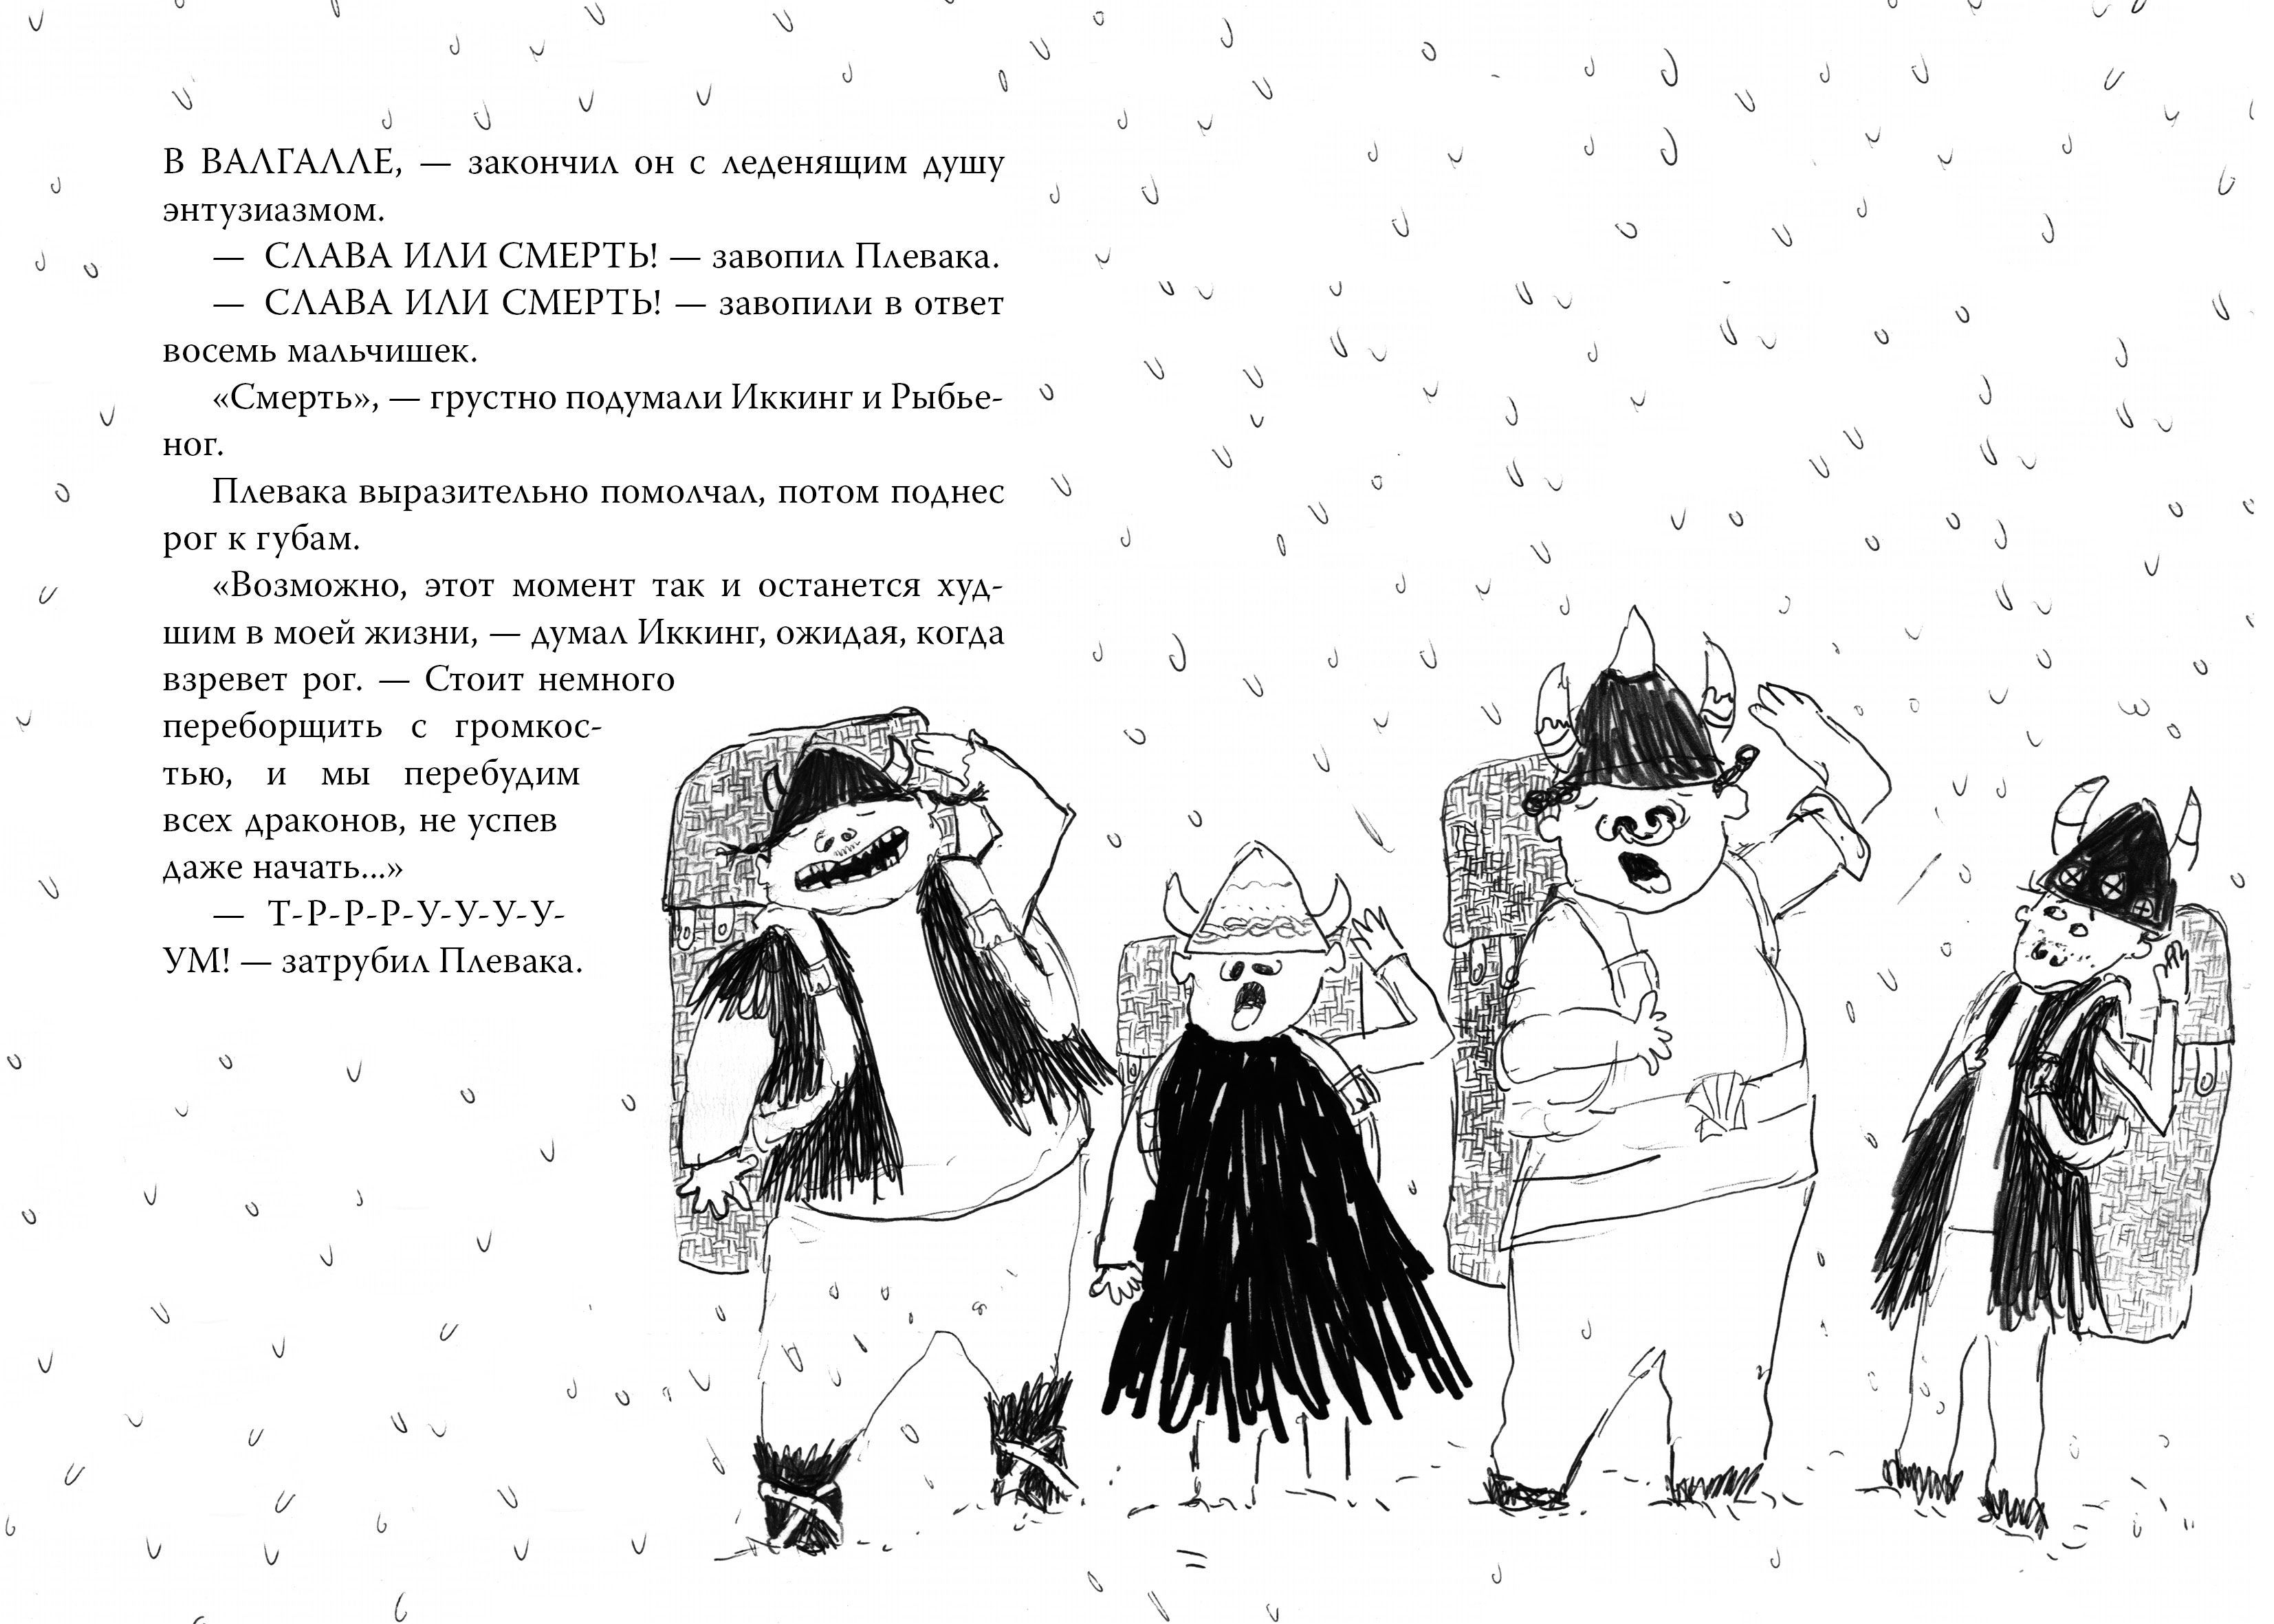 В ВАЛГАЛЛЕ, — закончил он с леденящим душу
энтузиазмом.
— СЛАВА ИЛИ СМЕРТЬ! — завопил Плевака.
— СЛАВА ИЛИ СМЕРТЬ! — завопили в ответ
восемь мальчишек.
«Смерть», — грустно подумали Иккинг и Рыбье-
ног.
Плевака выразительно помолчал, потом поднес
рог к губам.
«Возможно, этот момент так и останется худ-
шим в моей жизни, — думал Иккинг, ожидая, когда
взревет рог. — Стоит немного
переборщить с громкос-
тью, и мы перебудим
всех драконов, не успев
даже начать...»
— Т-Р-Р-Р-У-У-У-У-
УМ! — затрубил Плевака.